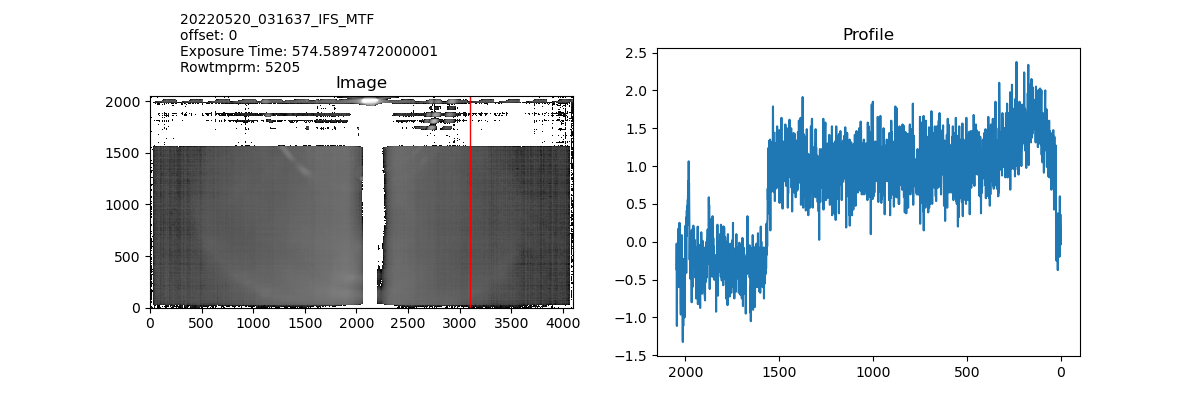 20220520_031637_IFS_MTF
offset: 0
Exposure Time: 574.5897472000001
Rowtmprm: 5205
Image
2000
1500
1000
500
0
0 500 1000 1500 2000 2500 3000 3500 4000
Profile
2.5
2.0
1.5
1.0
0.5
0.0
−0.5
−1.0
−1.5
2000 1500 1000 500 0